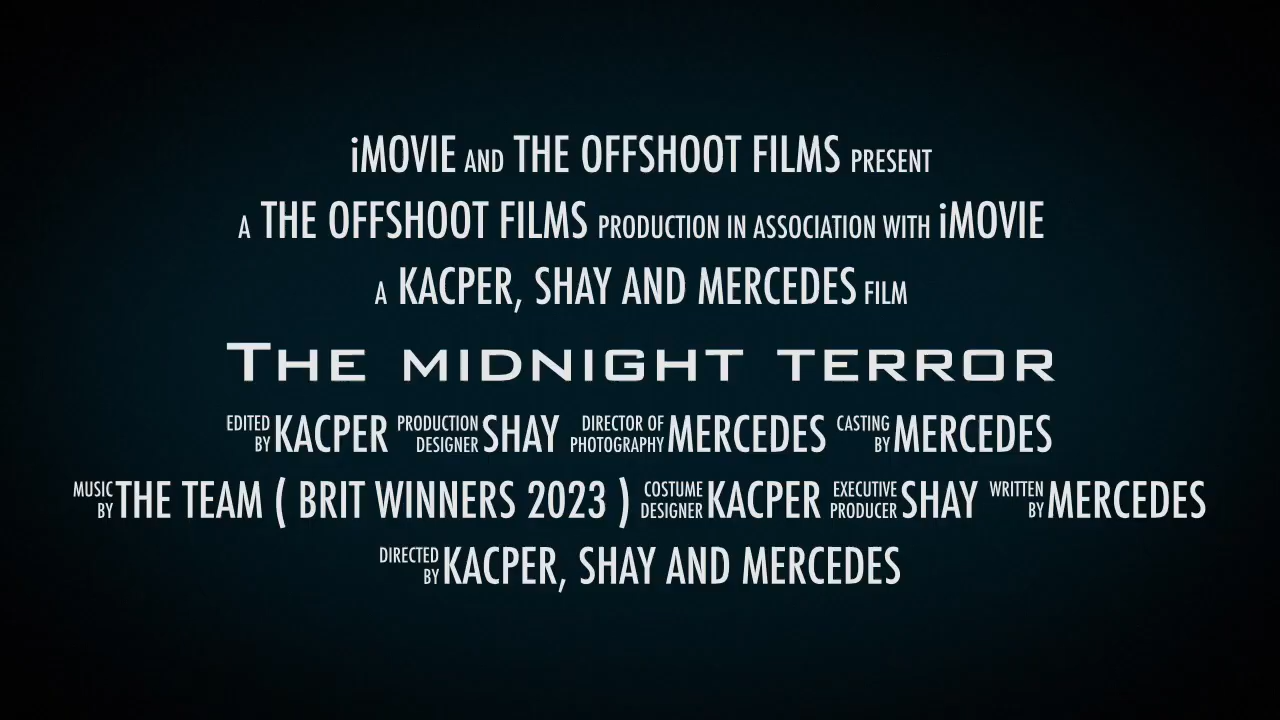 iMOVIE AND THE OFFSHOOT FILMS PRESENT
A THE OFFSHOOT FILMS PRODUCTION IN ASSOCIATION WITH iMOVIE
A KACPER, SHAY AND MERCEDES FILM
THE MIDNIGHT TERROR
EDITED BY KACPER PRODUCTION DESIGNER SHAY DIRECTOR OF PHOTOGRAPHY MERCEDES CASTING BY MERCEDES
MUSIC BY THE TEAM ( BRIT WINNERS 2023 ) COSTUME DESIGNER KACPER EXECUTIVE PRODUCER SHAY WRITTEN BY MERCEDES
DIRECTED BY KACPER, SHAY AND MERCEDES